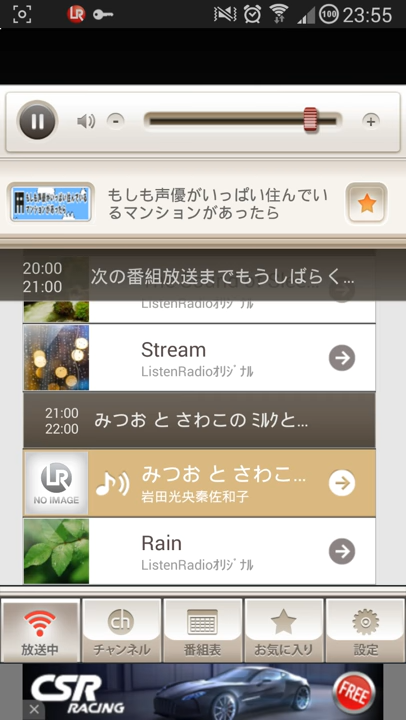 LR
100
23:55
-
+
もしも声優がいっぱい住んでい
るマンションがあったら
20:00
21:00
次の番組放送までもうしばらく...
ListenRadioｵﾘｼﾞﾅﾙ
Stream
ListenRadioｵﾘｼﾞﾅﾙ
21:00
22:00
みつお と さわこの ﾐﾙｸと...
LR
NO IMAGE
みつお と さわこ...
岩田光央秦佐和子
Rain
ListenRadioｵﾘｼﾞﾅﾙ
放送中
ch
チャンネル
番組表
お気に入り
設定
CSR
RACING
FREE